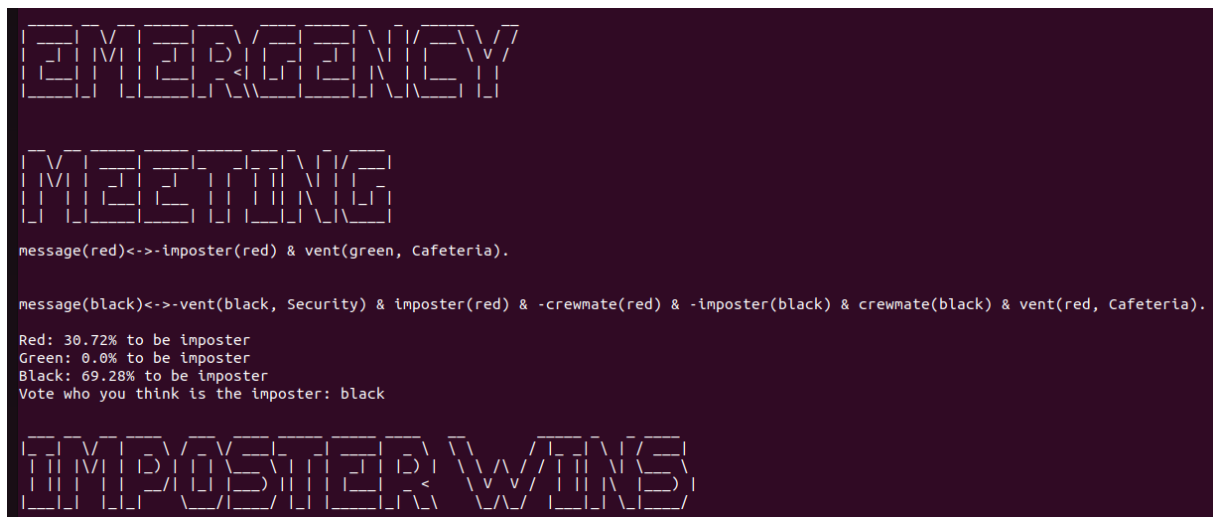 EMERGENCY
MEETING
message(red)<->-imposter(red) & vent(green, Cafeteria).
message(black)<->-vent(black, Security) & imposter(red) & -crewmate(red) & -imposter(black) & crewmate(black) & vent(red, Cafeteria).
Red: 30.72% to be imposter
Green: 0.0% to be imposter
Black: 69.28% to be imposter
Vote who you think is the imposter: black
IMPOSTER WINS